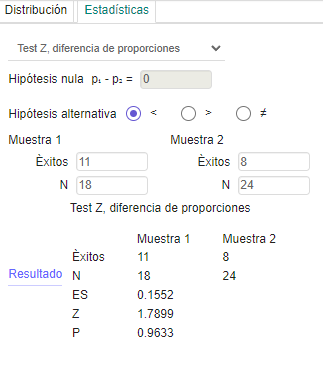 Distribución Estadísticas
Test Z, diferencia de proporciones
Hipótesis nula p₁ - p₂ = 0
Hipótesis alternativa < > ≠
Muestra 1 Muestra 2
Èxitos 11 Èxitos 8
N 18 N 24
Test Z, diferencia de proporciones
Muestra 1 Muestra 2
Èxitos 11 8
Resultado N 18 24
ES 0.1552
Z 1.7899
P 0.9633